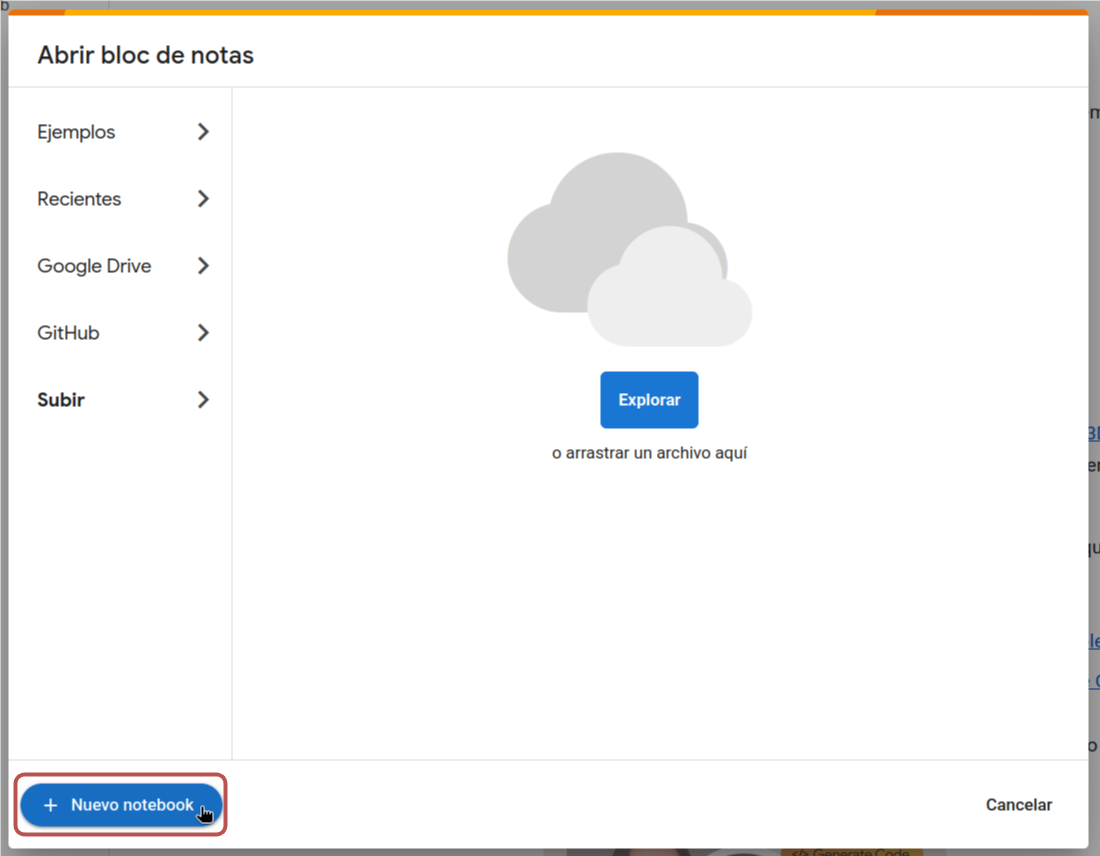 Abrir bloc de notas
Ejemplos
Recientes
Google Drive
GitHub
Subir
Explorar
o arrastrar un archivo aquí
+ Nuevo notebook
Cancelar